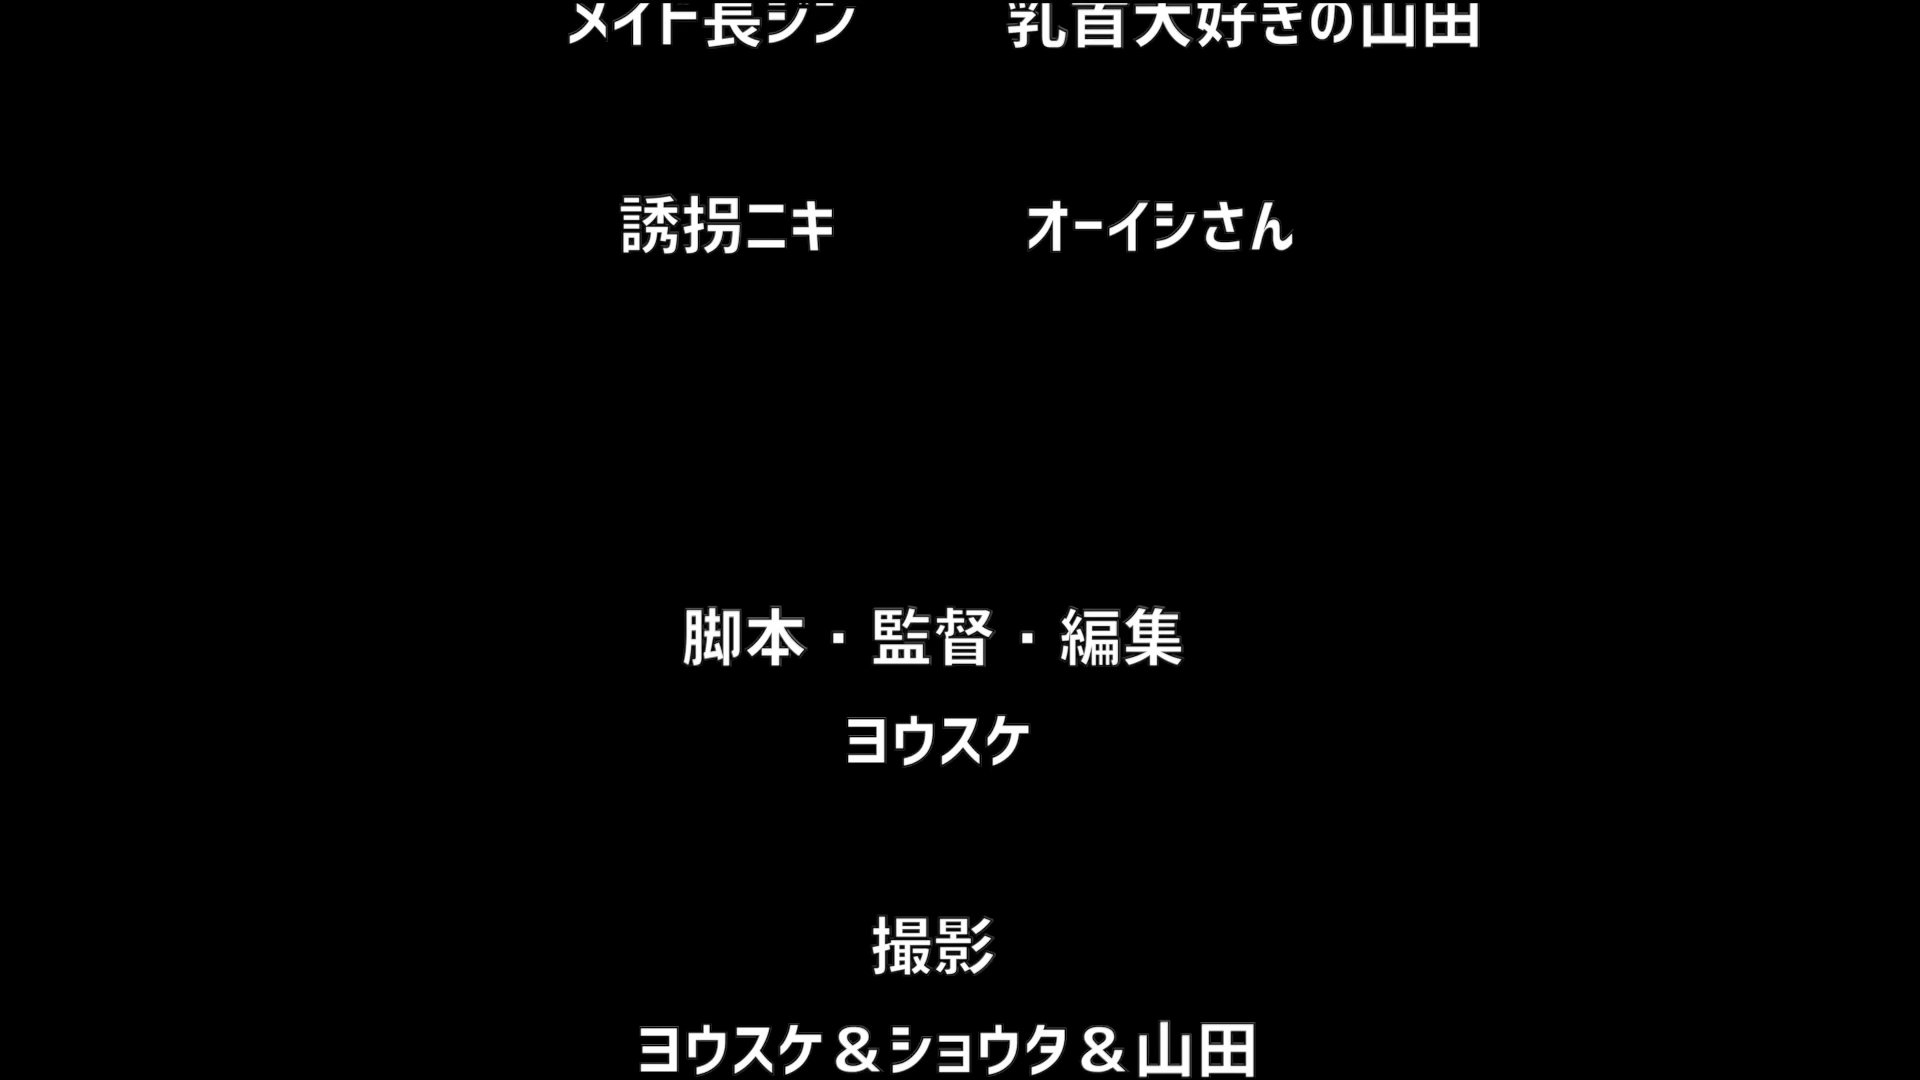 メイド長ジン 乳首大好きの山田
誘拐ニキ オーイシさん
脚本・監督・編集
ヨウスケ
撮影
ヨウスケ＆ショウタ＆山田